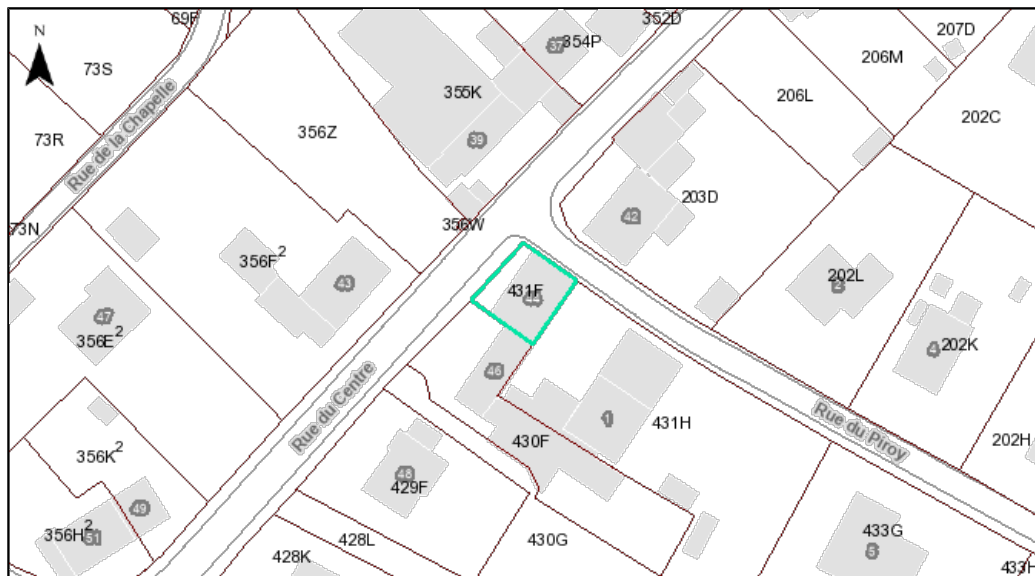 69F
352D
207D
N
354P
37
206M
73S
355K
206L
202C
73R
356Z
39
Rue de la Chapelle
203D
42
73N
356W
356F²
43
202L
2
431F
47
356E²
4
202K
46
Rue du Centre
1
431H
Rue du Piroy
430F
202H
356K²
48
429F
49
356H²
51
433G
428L
430G
5
428K